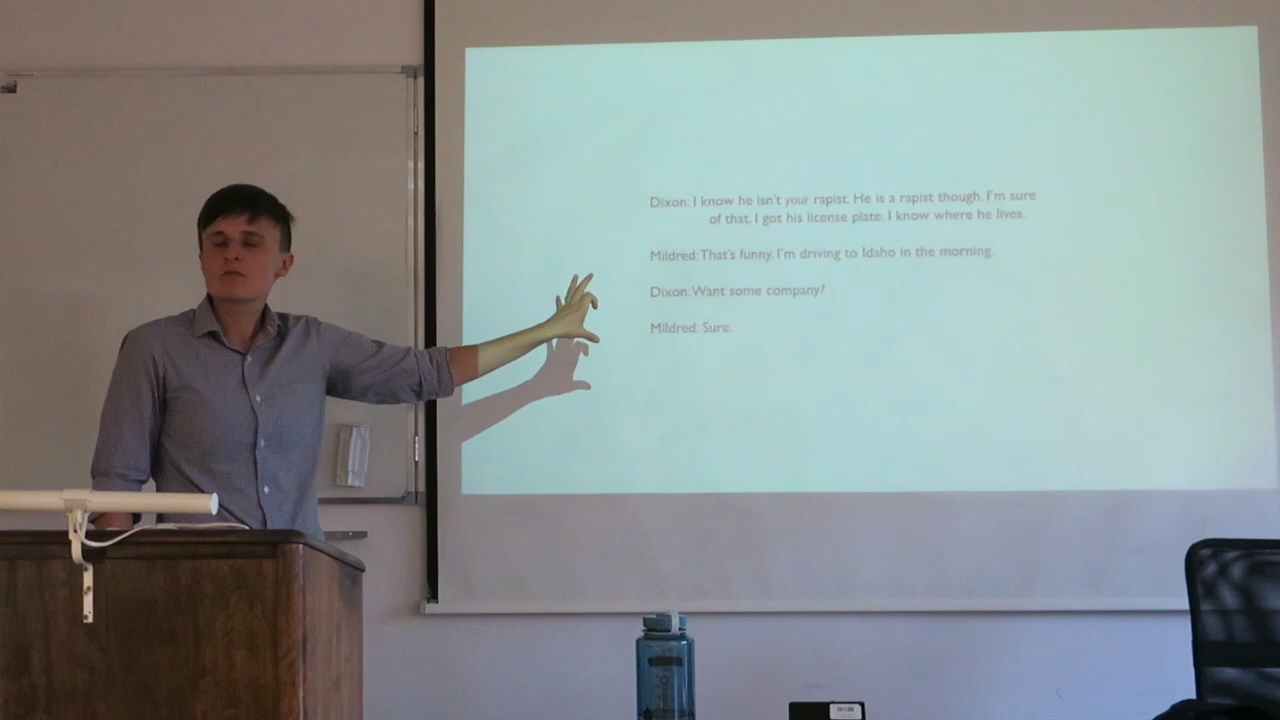 Dixon: I know he isn't your rapist. He is a rapist though. I'm sure
of that. I got his license plate. I know where he lives.
Mildred: That's funny. I'm driving to Idaho in the morning.
Dixon: Want some company?
Mildred: Sure.